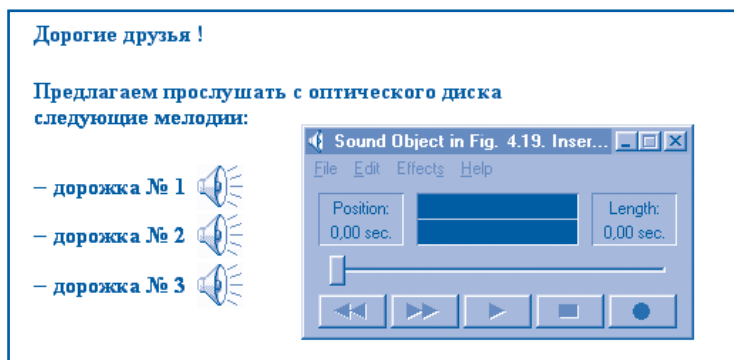 Дорогие друзья !
Предлагаем прослушать с оптического диска
следующие мелодии:
– дорожка № 1
– дорожка № 2
– дорожка № 3
Sound Object in Fig. 4.19. Inser...
File Edit Effects Help
Position:
0,00 sec.
Length:
0,00 sec.